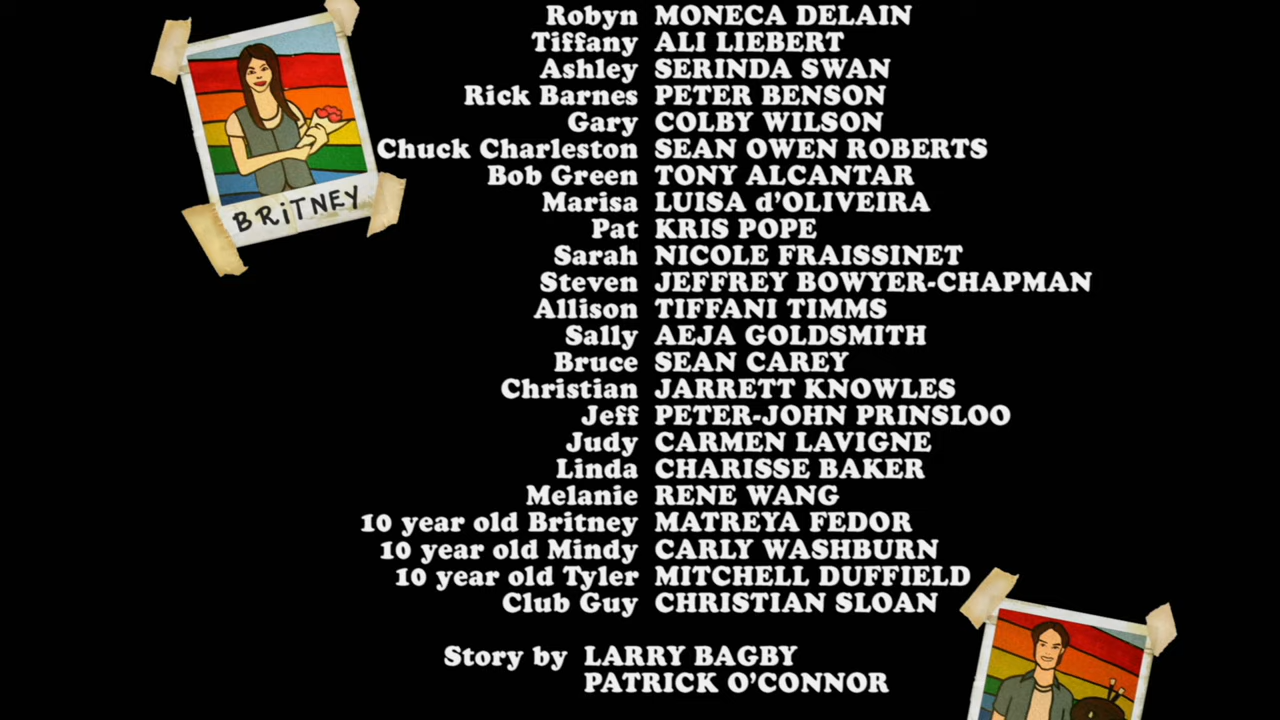 Robyn MONECA DELAIN
Tiffany ALI LIEBERT
Ashley SERINDA SWAN
Rick Barnes PETER BENSON
Gary COLBY WILSON
Chuck Charleston SEAN OWEN ROBERTS
Bob Green TONY ALCANTAR
Marisa LUISA d'OLIVEIRA
Pat KRIS POPE
Sarah NICOLE FRAISSINET
Steven JEFFREY BOWYER-CHAPMAN
Allison TIFFANI TIMMS
Sally AEJA GOLDSMITH
Bruce SEAN CAREY
Christian JARRETT KNOWLES
Jeff PETER-JOHN PRINSLOO
Judy CARMEN LAVIGNE
Linda CHARISSE BAKER
Melanie RENE WANG
10 year old Britney MATREYA FEDOR
10 year old Mindy CARLY WASHBURN
10 year old Tyler MITCHELL DUFFIELD
Club Guy CHRISTIAN SLOAN
Story by LARRY BAGBY
PATRICK O'CONNOR
BRiTNEY